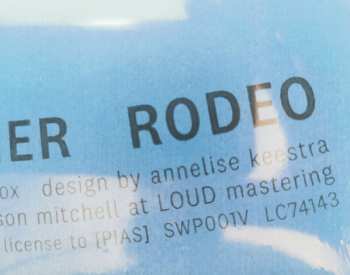 ER RODEO
ox design by annelise keestra
son mitchell at LOUD mastering
license to [PIAS] SWP001V LC74143